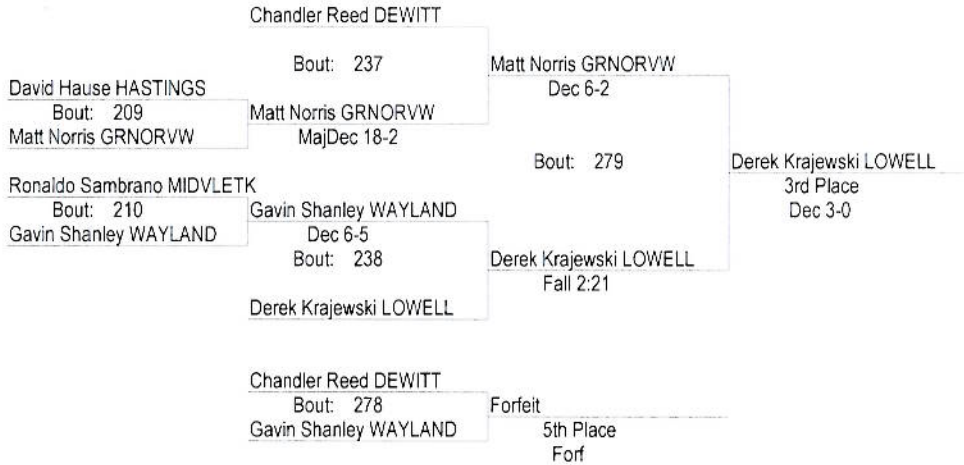 Chandler Reed DEWITT
Bout: 237
Matt Norris GRNORVW
Dec 6-2
David Hause HASTINGS
Bout: 209
Matt Norris GRNORVW
Matt Norris GRNORVW
MajDec 18-2
Bout: 279
Derek Krajewski LOWELL
3rd Place
Dec 3-0
Ronaldo Sambrano MIDVLETK
Bout: 210
Gavin Shanley WAYLAND
Gavin Shanley WAYLAND
Dec 6-5
Bout: 238
Derek Krajewski LOWELL
Fall 2:21
Derek Krajewski LOWELL
Chandler Reed DEWITT
Bout: 278
Gavin Shanley WAYLAND
Forfeit
5th Place
Forf